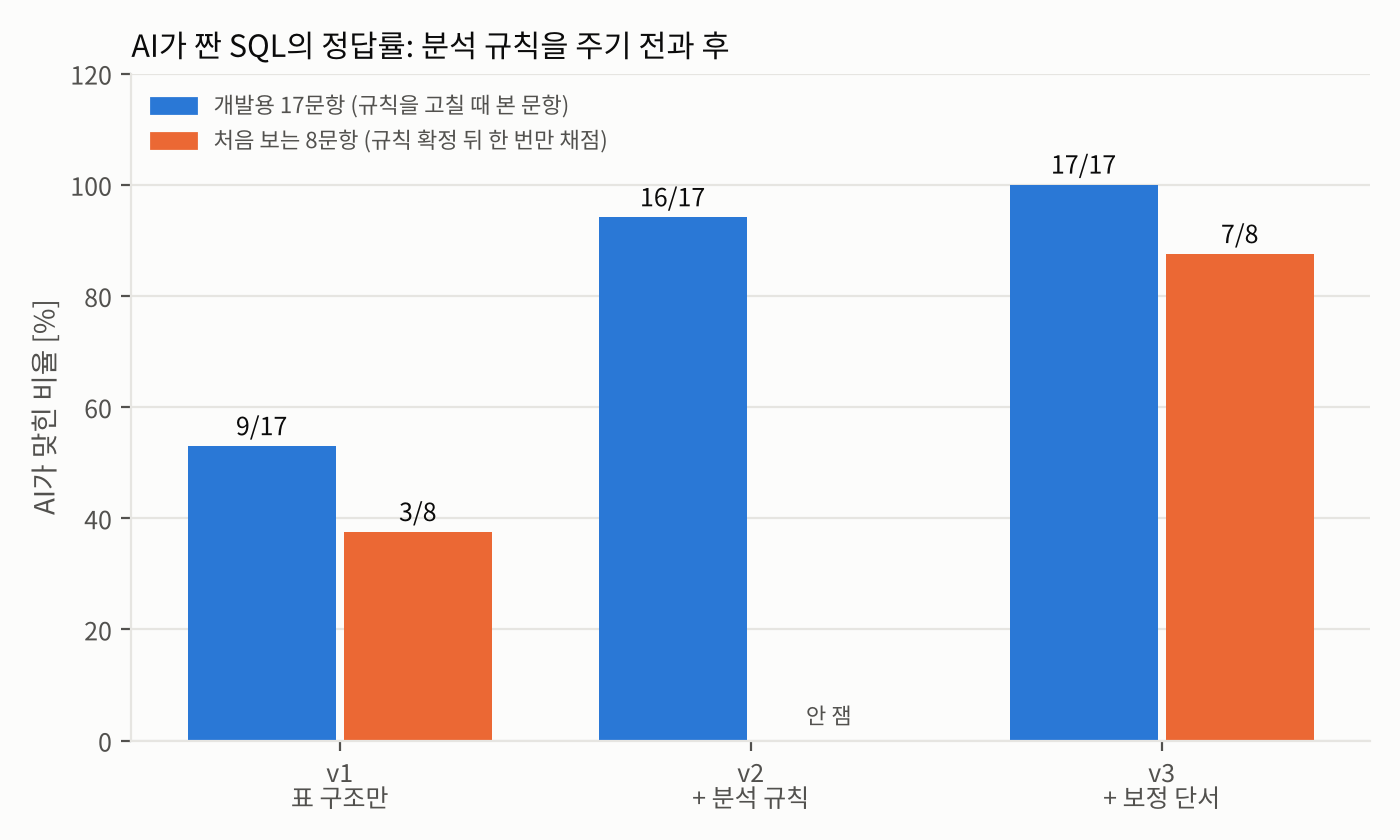 AI가 짠 SQL의 정답률: 분석 규칙을 주기 전과 후
120
개발용 17문항 (규칙을 고칠 때 본 문항)
처음 보는 8문항 (규칙 확정 뒤 한 번만 채점)
17/17
100
16/17
7/8
80
AI가 맞힌 비율 [%]
60
9/17
3/8
40
20
안 잼
0
v1
표 구조만
v2
+ 분석 규칙
v3
+ 보정 단서